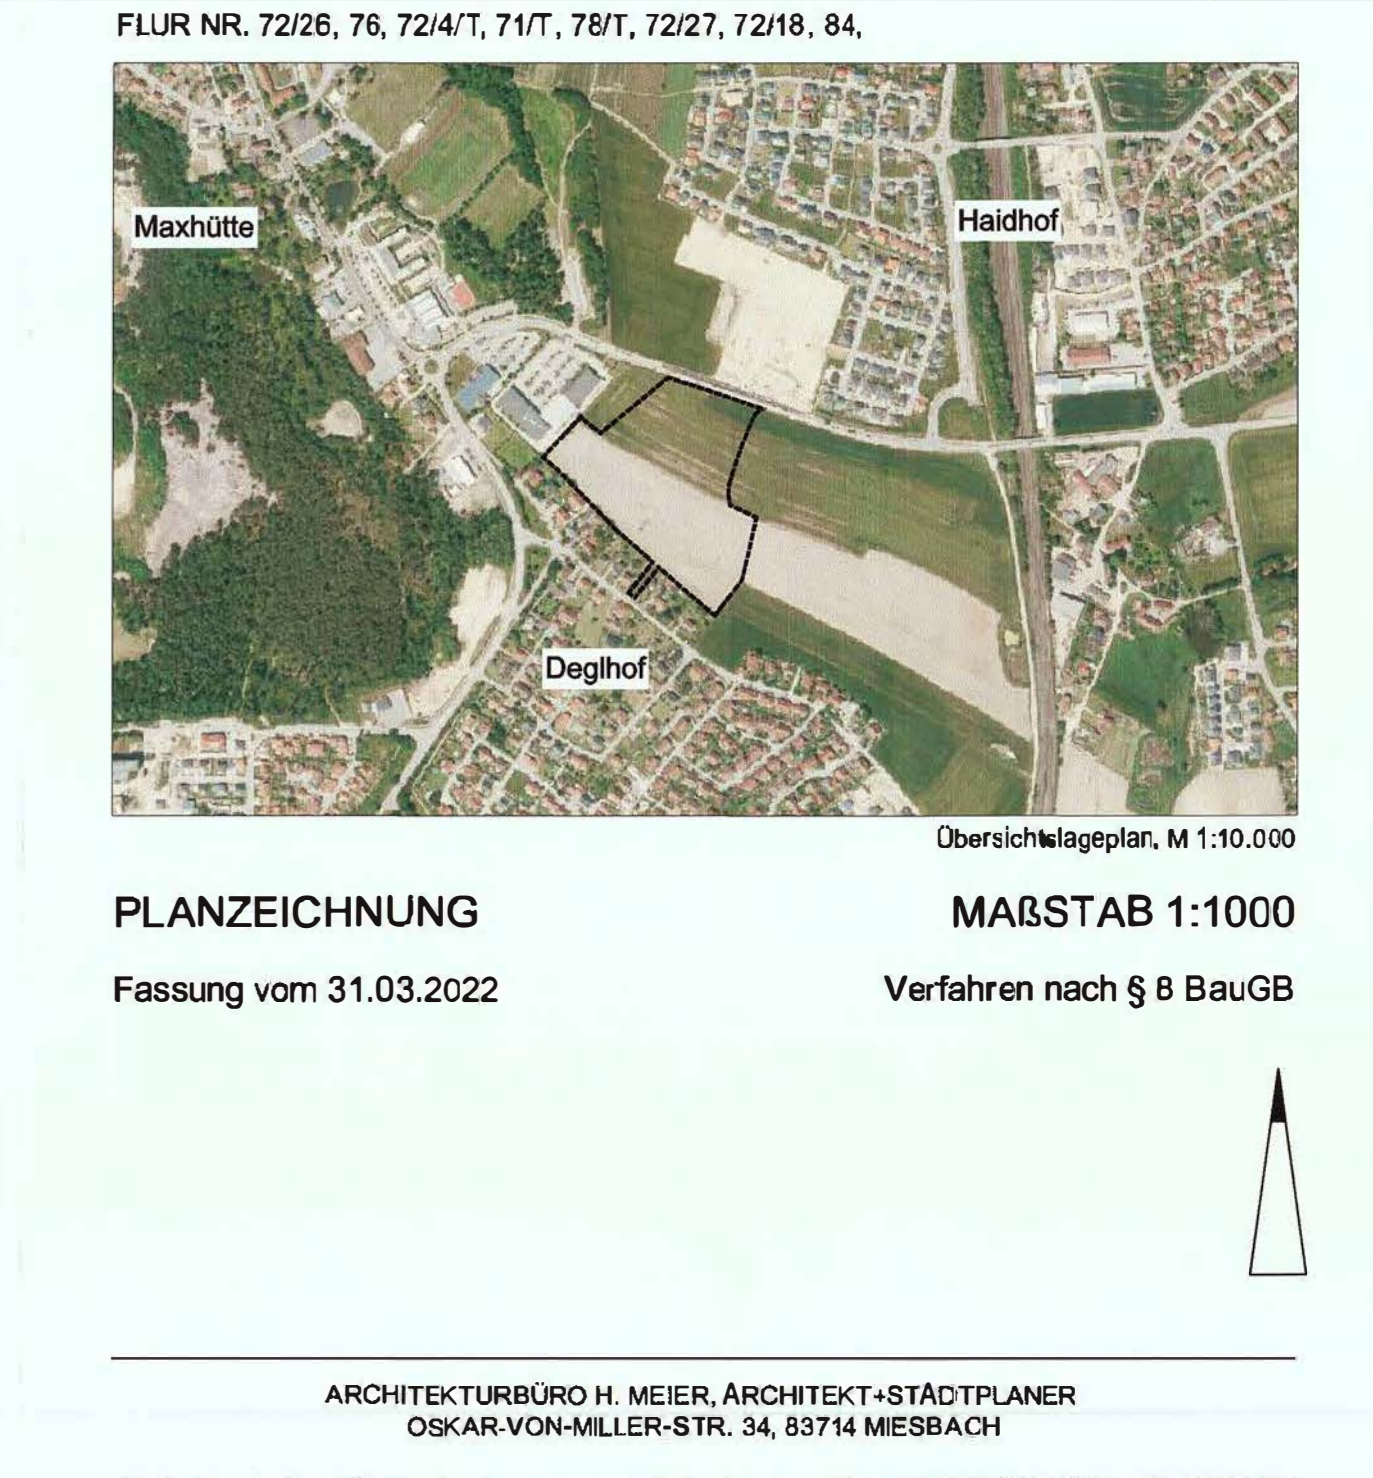 FLUR NR. 72/26, 76, 72/4/T, 71/T, 78/T, 72/27, 72/18, 84,
Maxhütte
Haidhof
Deglhof
Übersichtslageplan, M 1:10.000
PLANZEICHNUNG
MAßSTAB 1:1000
Fassung vom 31.03.2022
Verfahren nach § 8 BauGB
ARCHITEKTURBÜRO H. MEIER, ARCHITEKT+STADTPLANER
OSKAR-VON-MILLER-STR. 34, 83714 MIESBACH